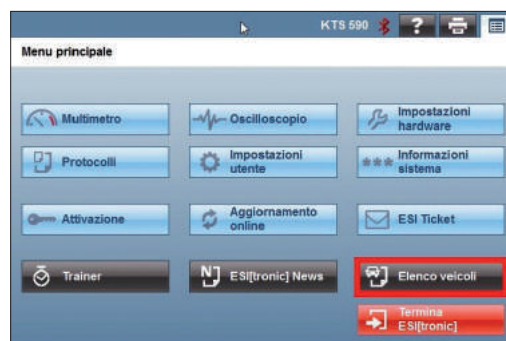 KTS 590
?
Menu principale
Multimetro
Oscilloscopio
Impostazioni
hardware
Protocolli
Impostazioni
utente
***
Informazioni
sistema
Attivazione
Aggiornamento
online
ESI Ticket
Trainer
N
ESI[tronic] News
Elenco veicoli
Termina
ESI[tronic]